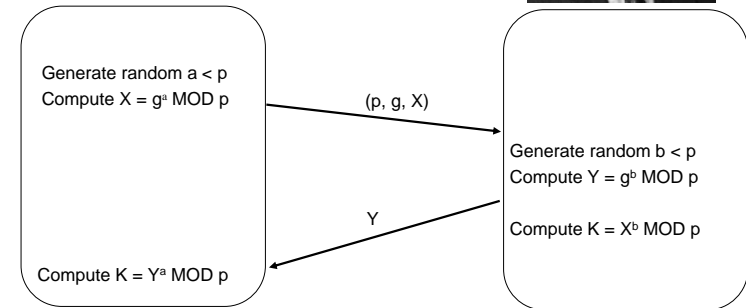 Generate random a < p
Compute X = gᵃ MOD p
(p, g, X)
Generate random b < p
Compute Y = gᵇ MOD p
Y
Compute K = Xᵇ MOD p
Compute K = Yᵃ MOD p